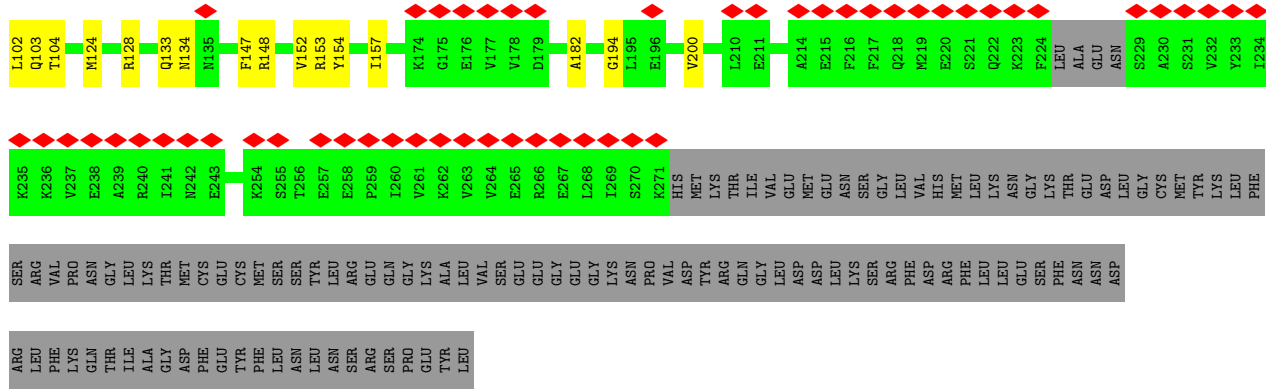 L102 Q103 T104 M124 R128 Q133 N134 N135 F147 R148 V152 R153 Y154 I157 K174 G175 E176 V177 V178 D179 A182 G194 L195 E196 V200 L210 E211 A214 E215 F216 F217 Q218 M219 E220 S221 Q222 K223 F224 LEU ALA GLU ASN S229 A230 S231 V232 Y233 I234
K235 K236 V237 E238 A239 R240 I241 N242 E243 K254 S255 T256 E257 E258 P259 I260 V261 K262 V263 V264 E265 R266 E267 L268 I269 S270 K271 HIS MET LYS THR ILE VAL GLU MET GLU ASN SER GLY LEU VAL HIS MET LEU LYS ASN GLY LYS THR GLU ASP LEU GLY CYS MET TYR LYS LEU PHE
SER ARG VAL PRO ASN GLY LEU LYS THR MET CYS GLU CYS MET SER SER TYR LEU ARG GLU GLN GLY LYS ALA LEU VAL SER GLU GLU GLY GLU GLY LYS ASN PRO VAL ASP TYR ARG GLN GLY LEU ASP ASP LEU LYS SER ARG PHE ASP ARG PHE LEU LEU GLU SER PHE ASN ASN ASP
ARG LEU PHE LYS GLN THR ILE ALA GLY ASP PHE GLU TYR PHE LEU ASN LEU ASN SER ARG SER PRO GLU TYR LEU